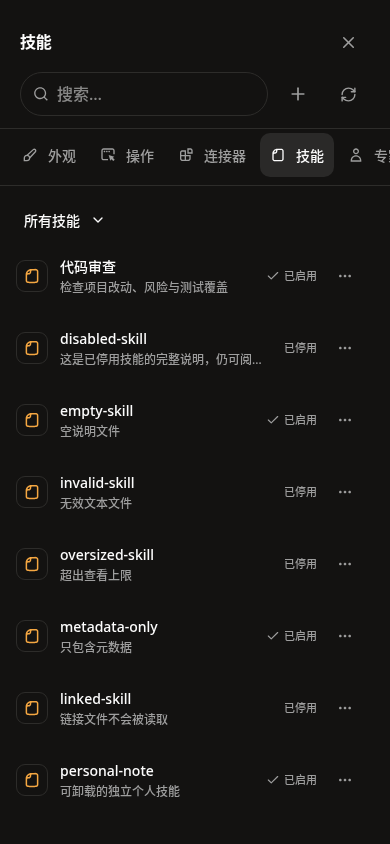 技能
搜索...
外观
操作
连接器
技能
所有技能
代码审查
检查项目改动、风险与测试覆盖
已启用
disabled-skill
这是已停用技能的完整说明，仍可阅...
已停用
empty-skill
空说明文件
已启用
invalid-skill
无效文本文件
已停用
oversized-skill
超出查看上限
已停用
metadata-only
只包含元数据
已启用
linked-skill
链接文件不会被读取
已停用
personal-note
可卸载的独立个人技能
已启用